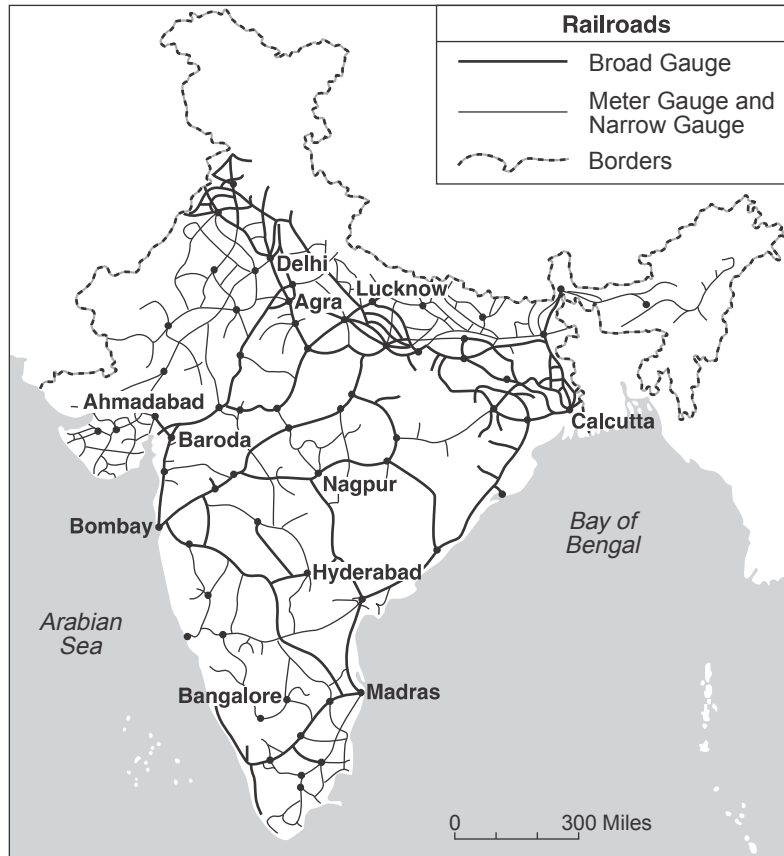 Railroads
Broad Gauge
Meter Gauge and
Narrow Gauge
Borders
Delhi
Agra
Lucknow
Ahmadabad
Baroda
Calcutta
Nagpur
Bombay
Bay of
Bengal
Hyderabad
Arabian
Sea
Bangalore
Madras
0 300 Miles